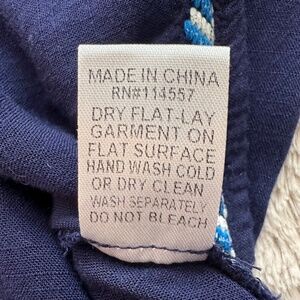 MADE IN CHINA
RN#114557
DRY FLAT-LAY
GARMENT ON
FLAT SURFACE
HAND WASH COLD
OR DRY CLEAN
WASH SEPARATELY
DO NOT BLEACH